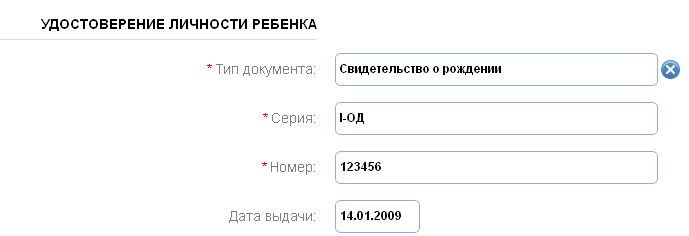 УДОСТОВЕРЕНИЕ ЛИЧНОСТИ РЕБЕНКА
* Тип документа: Свидетельство о рождении
* Серия: I-ОД
* Номер: 123456
Дата выдачи: 14.01.2009